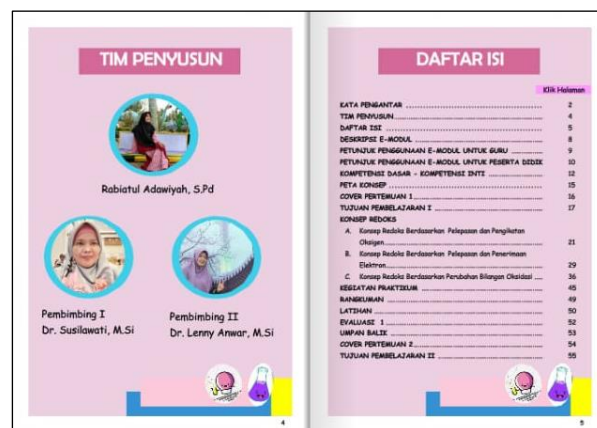 TIM PENYUSUN
Rabiatul Adawiyah, S.Pd
Pembimbing I
Dr. Susilawati, M.Si
Pembimbing II
Dr. Lenny Anwar, M.Si
4
DAFTAR ISI
Klik Halaman
KATA PENGANTAR ................................ 2
TIM PENYUSUN................................ 4
DAFTAR ISI ................................ 5
DESKRIPSI E-MODUL ................................ 8
PETUNJUK PENGGUNAAN E-MODUL UNTUK GURU ................ 9
PETUNJUK PENGGUNAAN E-MODUL UNTUK PESERTA DIDIK 10
KOMPETENSI DASAR - KOMPETENSI INTI ................ 12
PETA KONSEP ................................ 15
COVER PERTEMUAN 1................................ 16
TUJUAN PEMBELAJARAN I ................................ 17
KONSEP REDOKS
A. Konsep Redoks Berdasarkan Pelepasan dan Pengikatan
Oksigen................................ 21
B. Konsep Redoks Berdasarkan Pelepasan dan Penerimaan
Elektron................................ 29
C. Konsep Redoks Berdasarkan Perubahan Bilangan Oksidasi .... 36
KEGIATAN PRAKTIKUM ................................ 45
RANGKUMAN ................................ 49
LATIHAN ................................ 50
EVALUASI 1................................ 52
UMPAN BALIK ................................ 53
COVER PERTEMUAN 2................................ 54
TUJUAN PEMBELAJARAN II ................................ 55
5